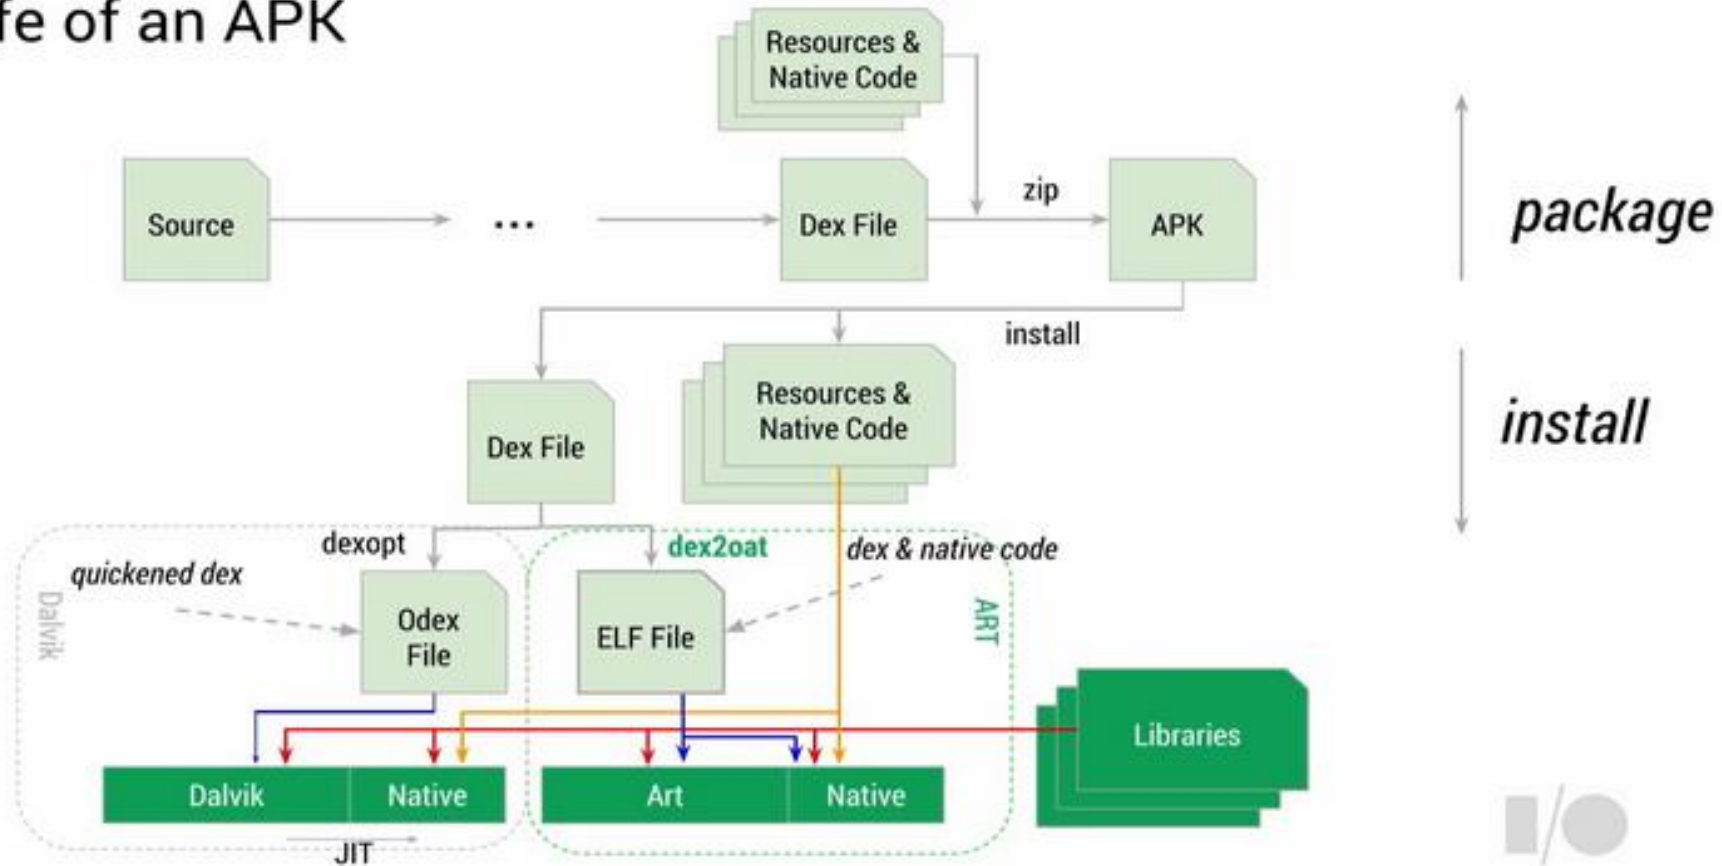 fe of an APK
Resources &
Native Code
Source
...
Dex File
zip
APK
package
install
Resources &
Native Code
install
Dex File
dexopt
dex2oat
dex & native code
quickened dex
Dalvik
Odex
File
ELF File
ART
Libraries
Dalvik
Native
Art
Native
JIT
I/O